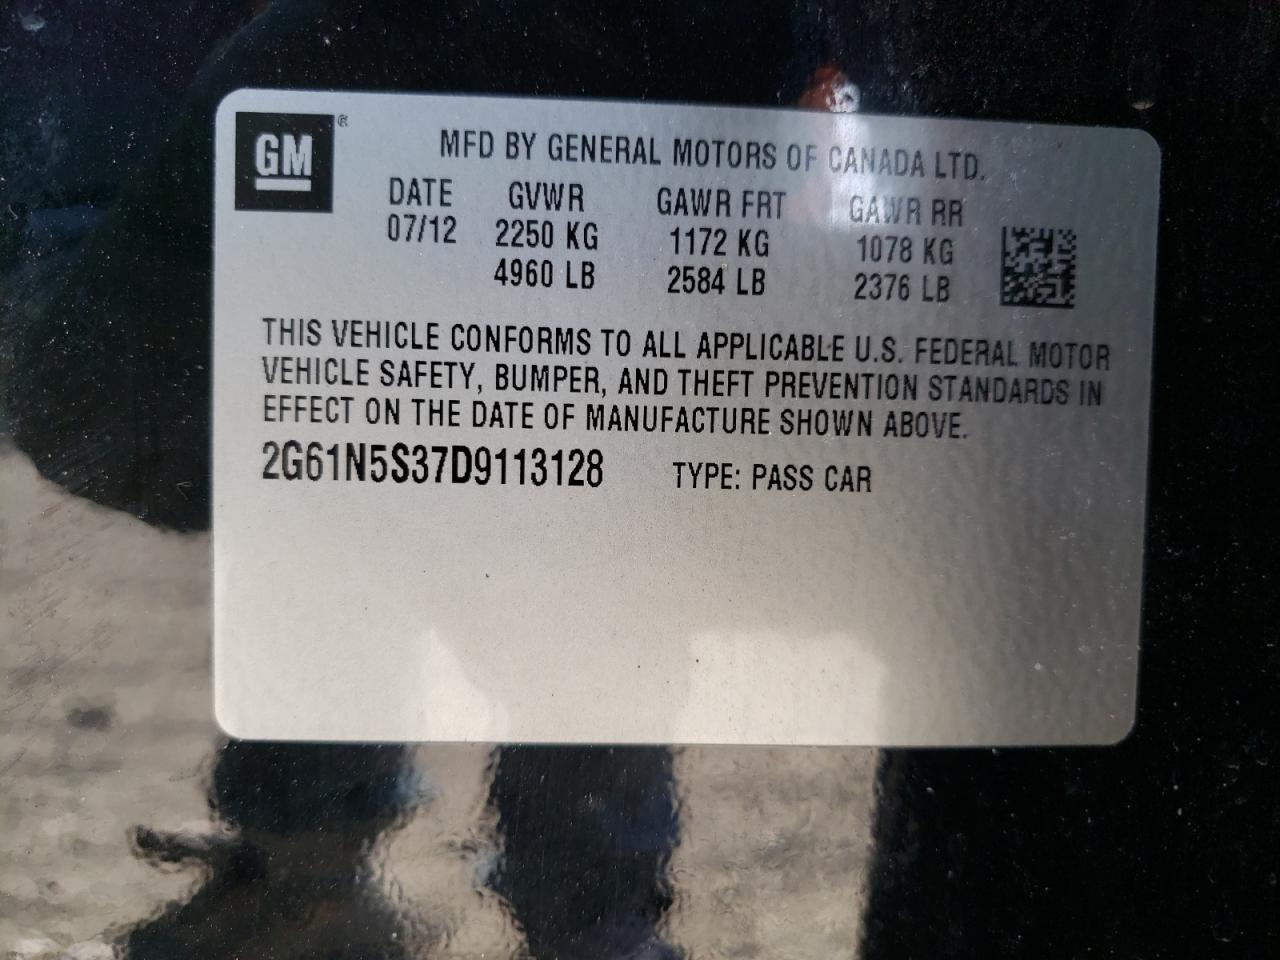 GM®
MFD BY GENERAL MOTORS OF CANADA LTD.
DATE GVWR GAWR FRT GAWR RR
07/12 2250 KG 1172 KG 1078 KG
4960 LB 2584 LB 2376 LB
THIS VEHICLE CONFORMS TO ALL APPLICABLE U.S. FEDERAL MOTOR
VEHICLE SAFETY, BUMPER, AND THEFT PREVENTION STANDARDS IN
EFFECT ON THE DATE OF MANUFACTURE SHOWN ABOVE.
2G61N5S37D9113128 TYPE: PASS CAR